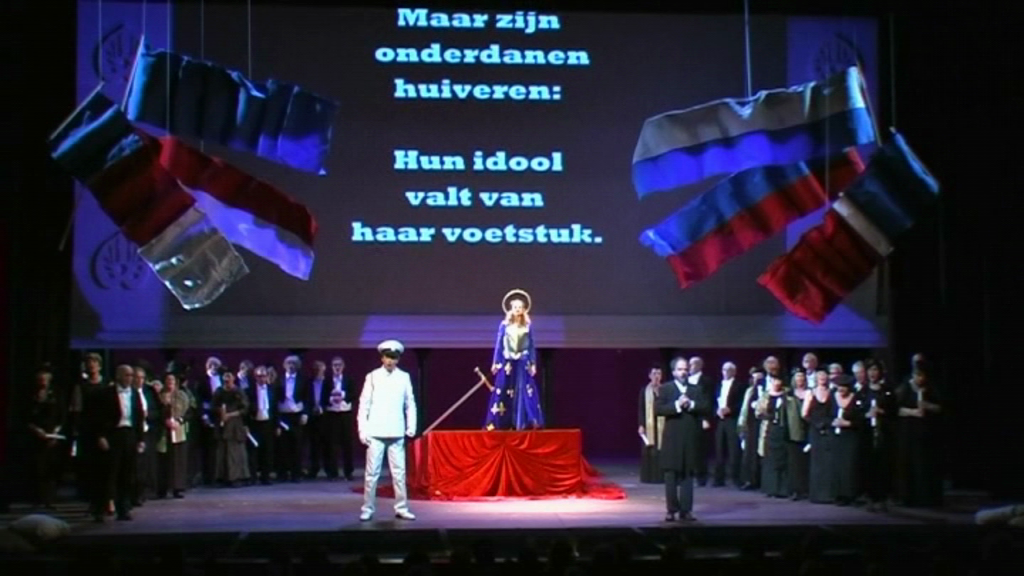 Maar zijn
onderdanen
huiveren:
Hun idool
valt van
haar voetstuk.